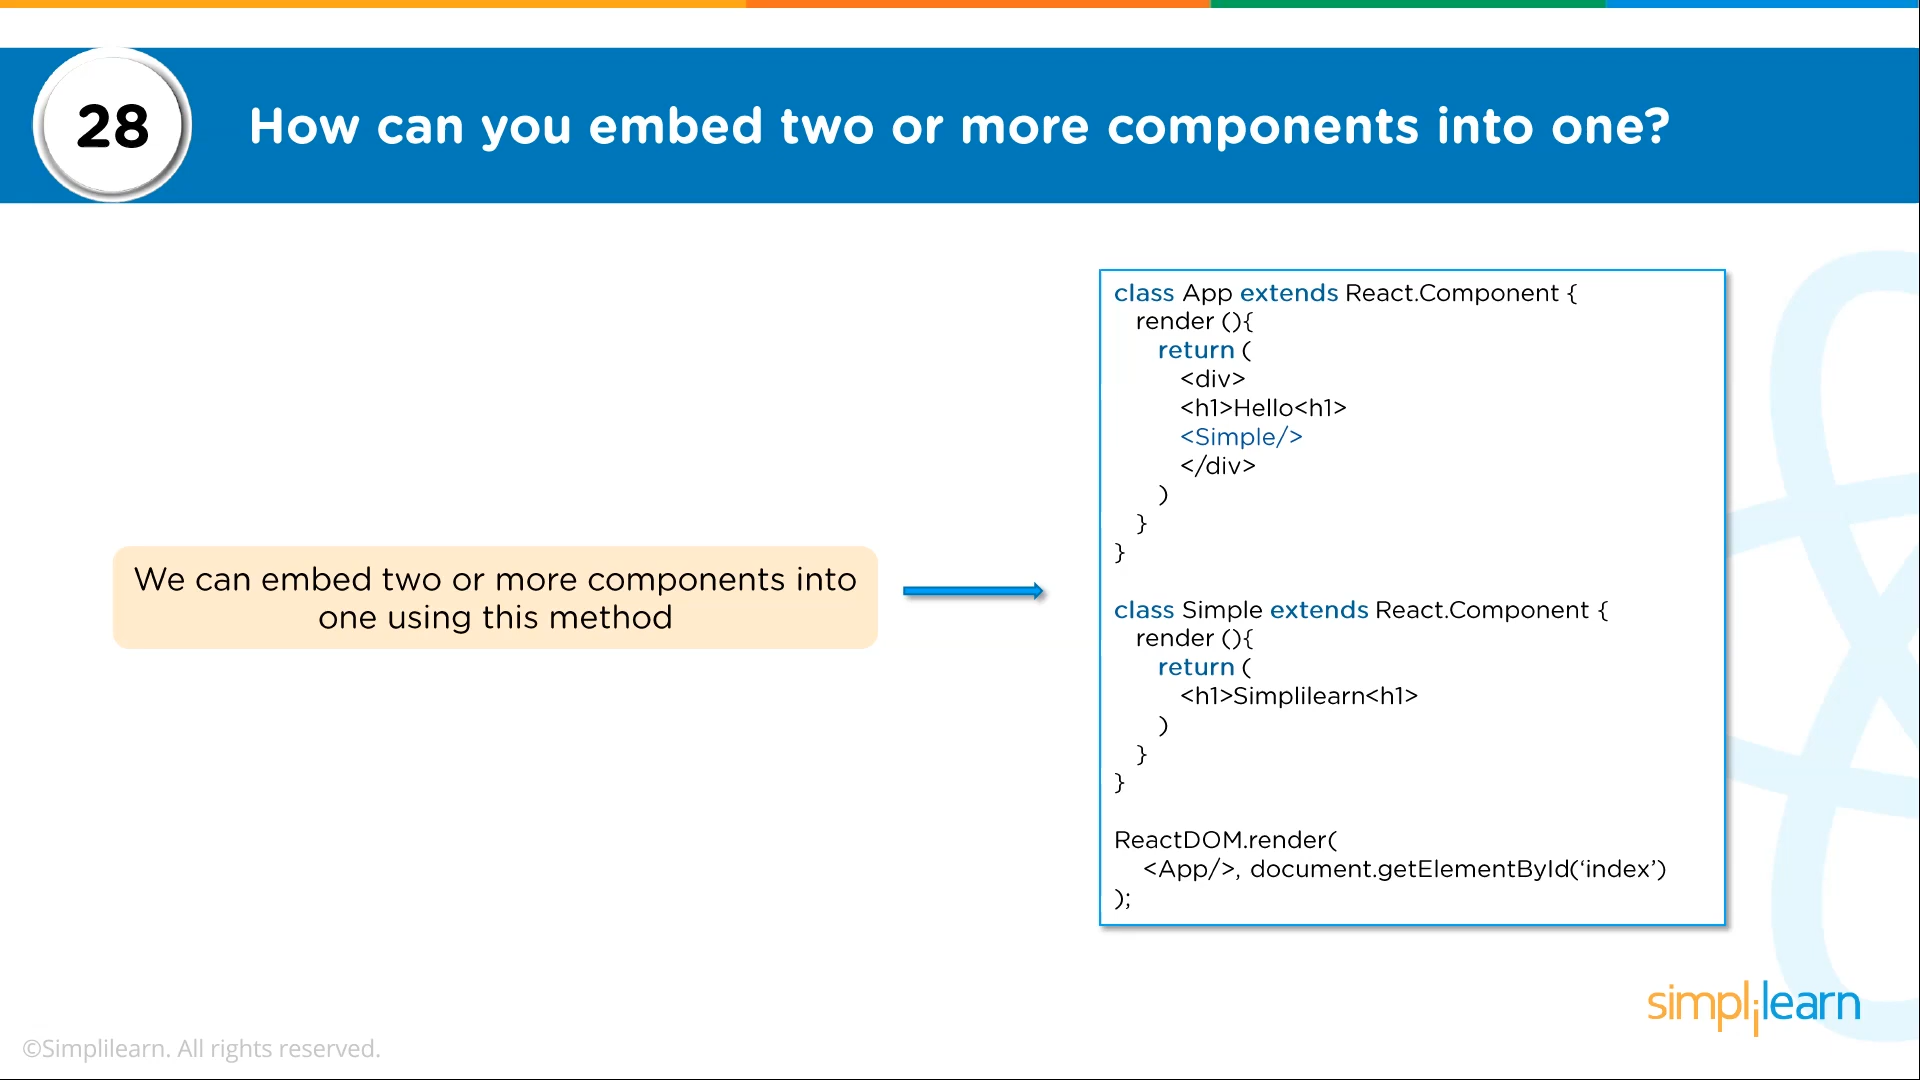 28
How can you embed two or more components into one?
We can embed two or more components into
one using this method
class App extends React.Component {
render (){
return (
<div>
<h1>Hello<h1>
<Simple/>
</div>
)
}
}
class Simple extends React.Component {
render (){
return (
<h1>Simplilearn<h1>
)
}
}
ReactDOM.render(
<App/>, document.getElementById(‘index’)
);
simplilearn
©Simplilearn. All rights reserved.